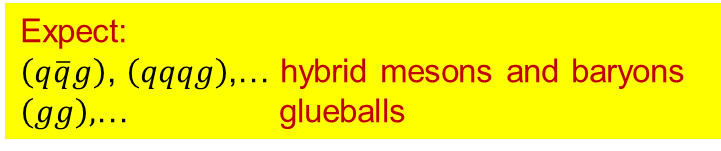 Expect:
(qq̄g), (qqqg),... hybrid mesons and baryons
(gg),... glueballs